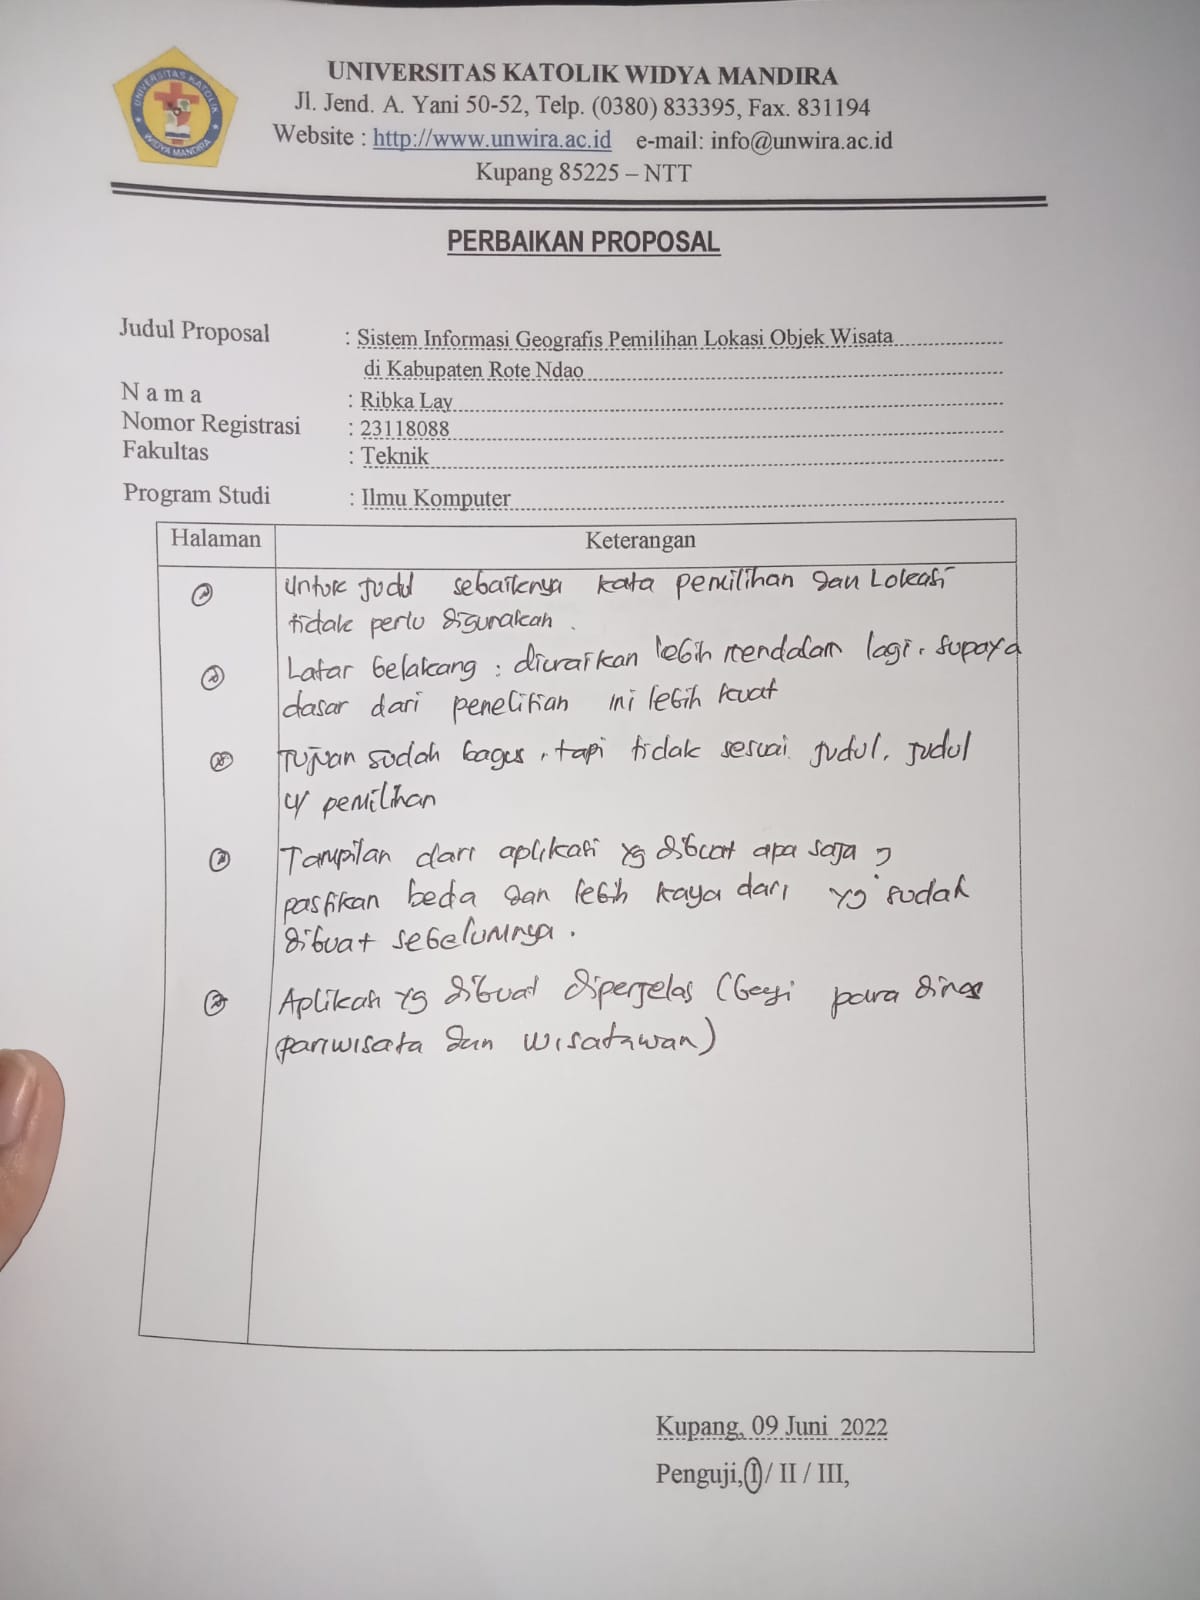 UNIVERSITAS KATOLIK WIDYA MANDIRA
Jl. Jend. A. Yani 50-52, Telp. (0380) 833395, Fax. 831194
Website : http://www.unwira.ac.id e-mail: info@unwira.ac.id
Kupang 85225 – NTT
UNIVERSITAS KATOLIK
WIDYA MANDIRA
PERBAIKAN PROPOSAL
Judul Proposal : Sistem Informasi Geografis Pemilihan Lokasi Objek Wisata
di Kabupaten Rote Ndao
N a m a : Ribka Lay
Nomor Registrasi : 23118088
Fakultas : Teknik
Program Studi : Ilmu Komputer
Halaman Keterangan
Untuk Judul sebaiknya kata pemilihan dan Lokasi
tidak perlu digunakan.
Latar belakang : diuraikan lebih mendalam lagi, supaya
dasar dari penelitian ini lebih kuat
Tujuan sudah bagus, tapi tidak sesuai judul, judul
u/ pemilihan
Tampilan dari aplikasi yg dibuat apa saja ?
pastikan beda dan lebih kaya dari yg sudah
dibuat sebelumnya.
Aplikasi yg dibuat diperjelas (bagi para dinas
pariwisata dan wisatawan)
Kupang, 09 Juni 2022
Penguji, I / II / III,